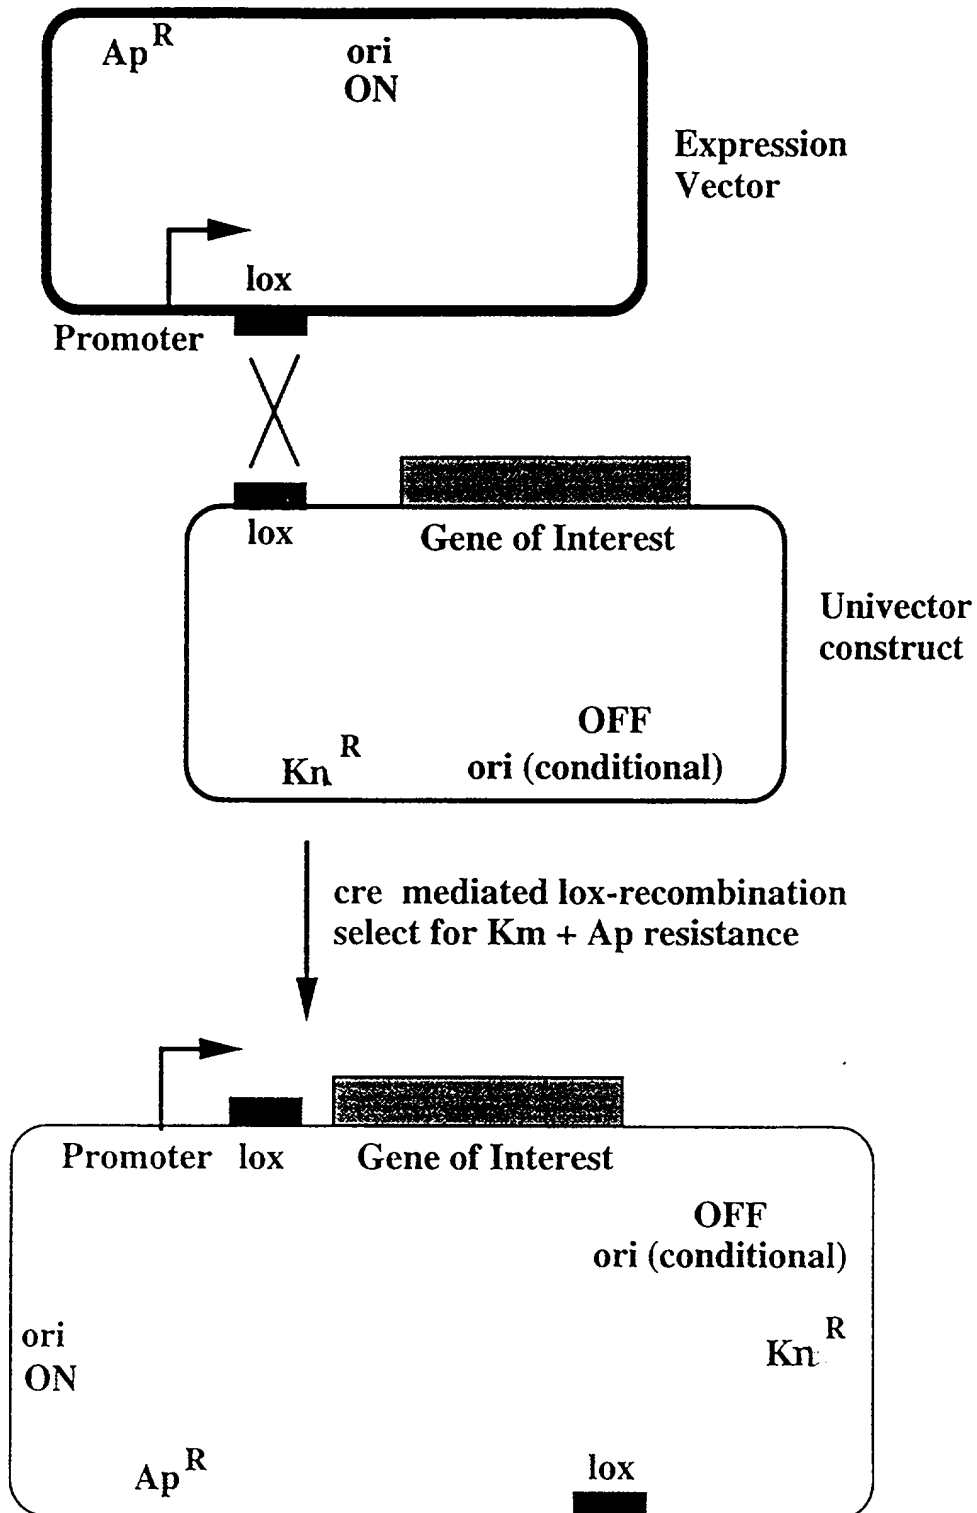 Ap^R
ori
ON
Expression
Vector
lox
Promoter
lox
Gene of Interest
Univector
construct
OFF
Kn^R
ori (conditional)
cre mediated lox-recombination
select for Km + Ap resistance
Promoter lox Gene of Interest
OFF
ori (conditional)
ori
ON
Kn^R
Ap^R
lox